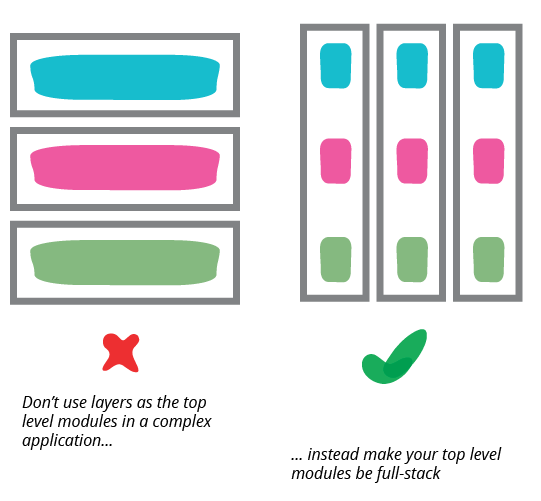 Don’t use layers as the top
level modules in a complex
application...
... instead make your top level
modules be full-stack